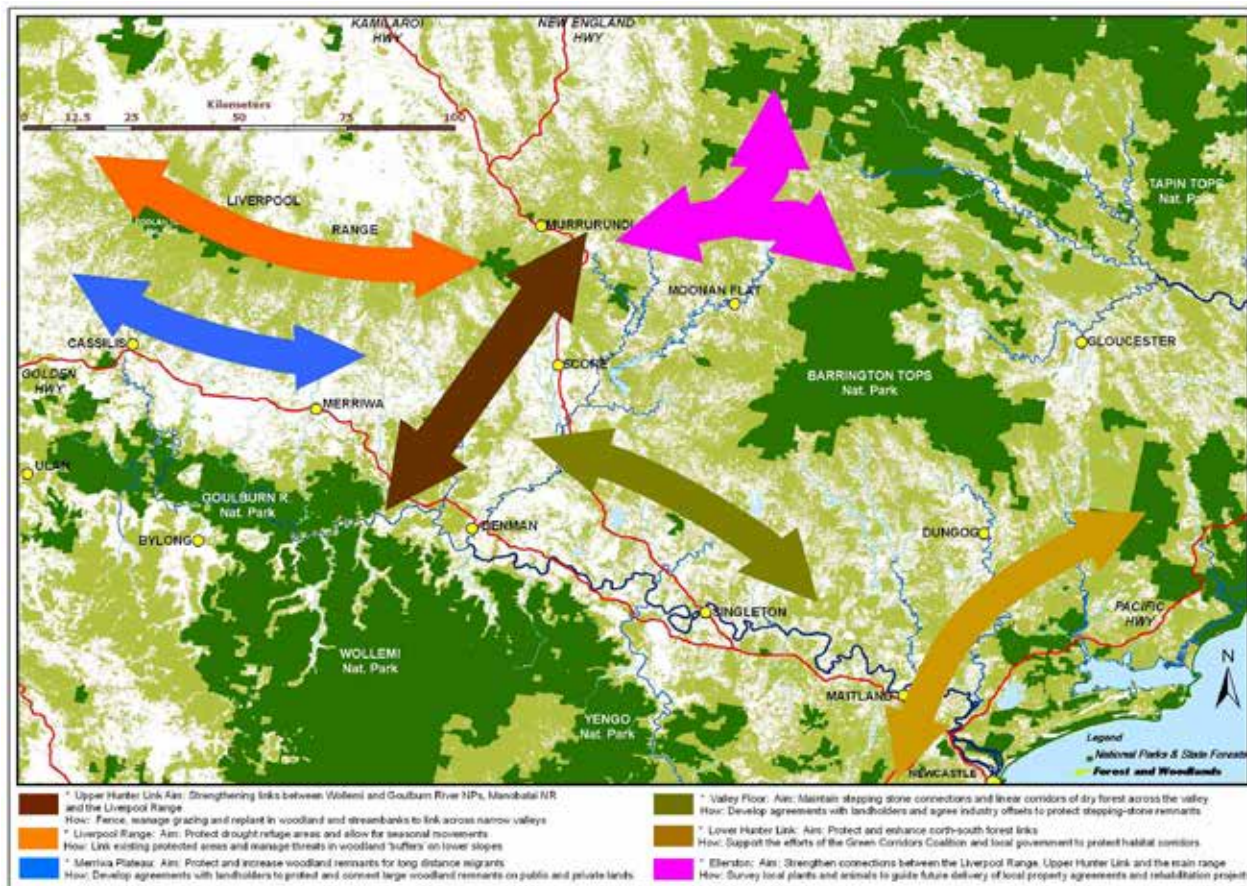 KAMILAROI
HWY
NEW ENGLAND
HWY
Kilometers
0 12.5 25 50 75 100
LIVERPOOL
RANGE
MURRURUNDI
TAPIN TOPS
Nat. Park
MOONAN FLAT
CASSILIS
GOLDEN
HWY
SCONE
GLOUCESTER
MERRIWA
BARRINGTON TOPS
Nat. Park
ULAN
GOULBURN R.
Nat. Park
BYLONG
DENMAN
DUNGOG
SINGLETON
PACIFIC
HWY
WOLLEMI
Nat. Park
MAITLAND
YENGO
Nat. Park
N
NEWCASTLE
Legend
National Parks & State Forests
Forest and Woodlands
* Upper Hunter Link Aim: Strengthening links between Wollemi and Goulburn River NPs, Manobalai NR
and the Liverpool Range
How: Fence, manage grazing and replant in woodland and streambanks to link across narrow valleys
* Liverpool Range: Aim: Protect drought refuge areas and allow for seasonal movements
How: Link existing protected areas and manage threats in woodland 'buffers' on lower slopes
* Merriwa Plateau: Aim: Protect and increase woodland remnants for long distance migrants
How: Develop agreements with landholders to protect and connect large woodland remnants on public and private lands.
* Valley Floor: Aim: Maintain stepping stone connections and linear corridors of dry forest across the valley
How: Develop agreements with landholders and agree industry offsets to protect stepping-stone remnants
* Lower Hunter Link: Aim: Protect and enhance north-south forest links
How: Support the efforts of the Green Corridors Coalition and local government to protect habitat corridors.
* Ellerston: Aim: Strengthen connections between the Liverpool Range, Upper Hunter Link and the main range
How: Survey local plants and animals to guide future delivery of local property agreements and rehabilitation project